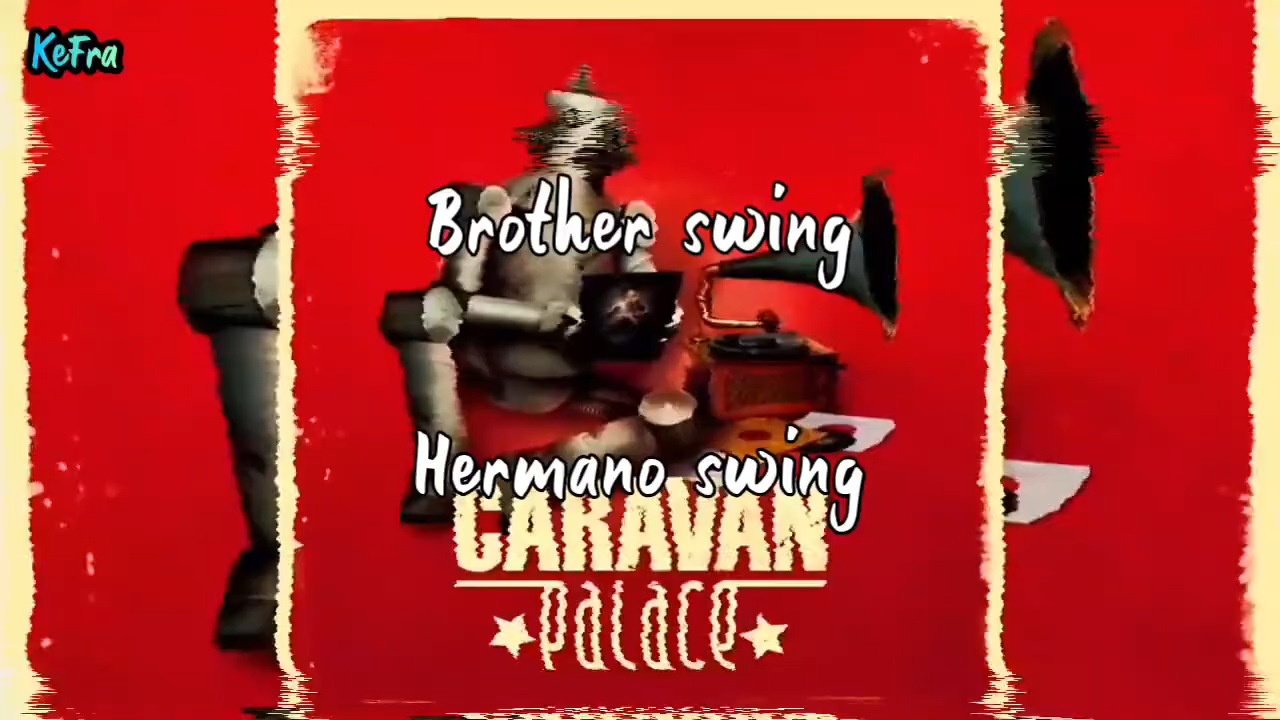 KeFra
Brother swing
Hermano swing
CARAVAN
palace